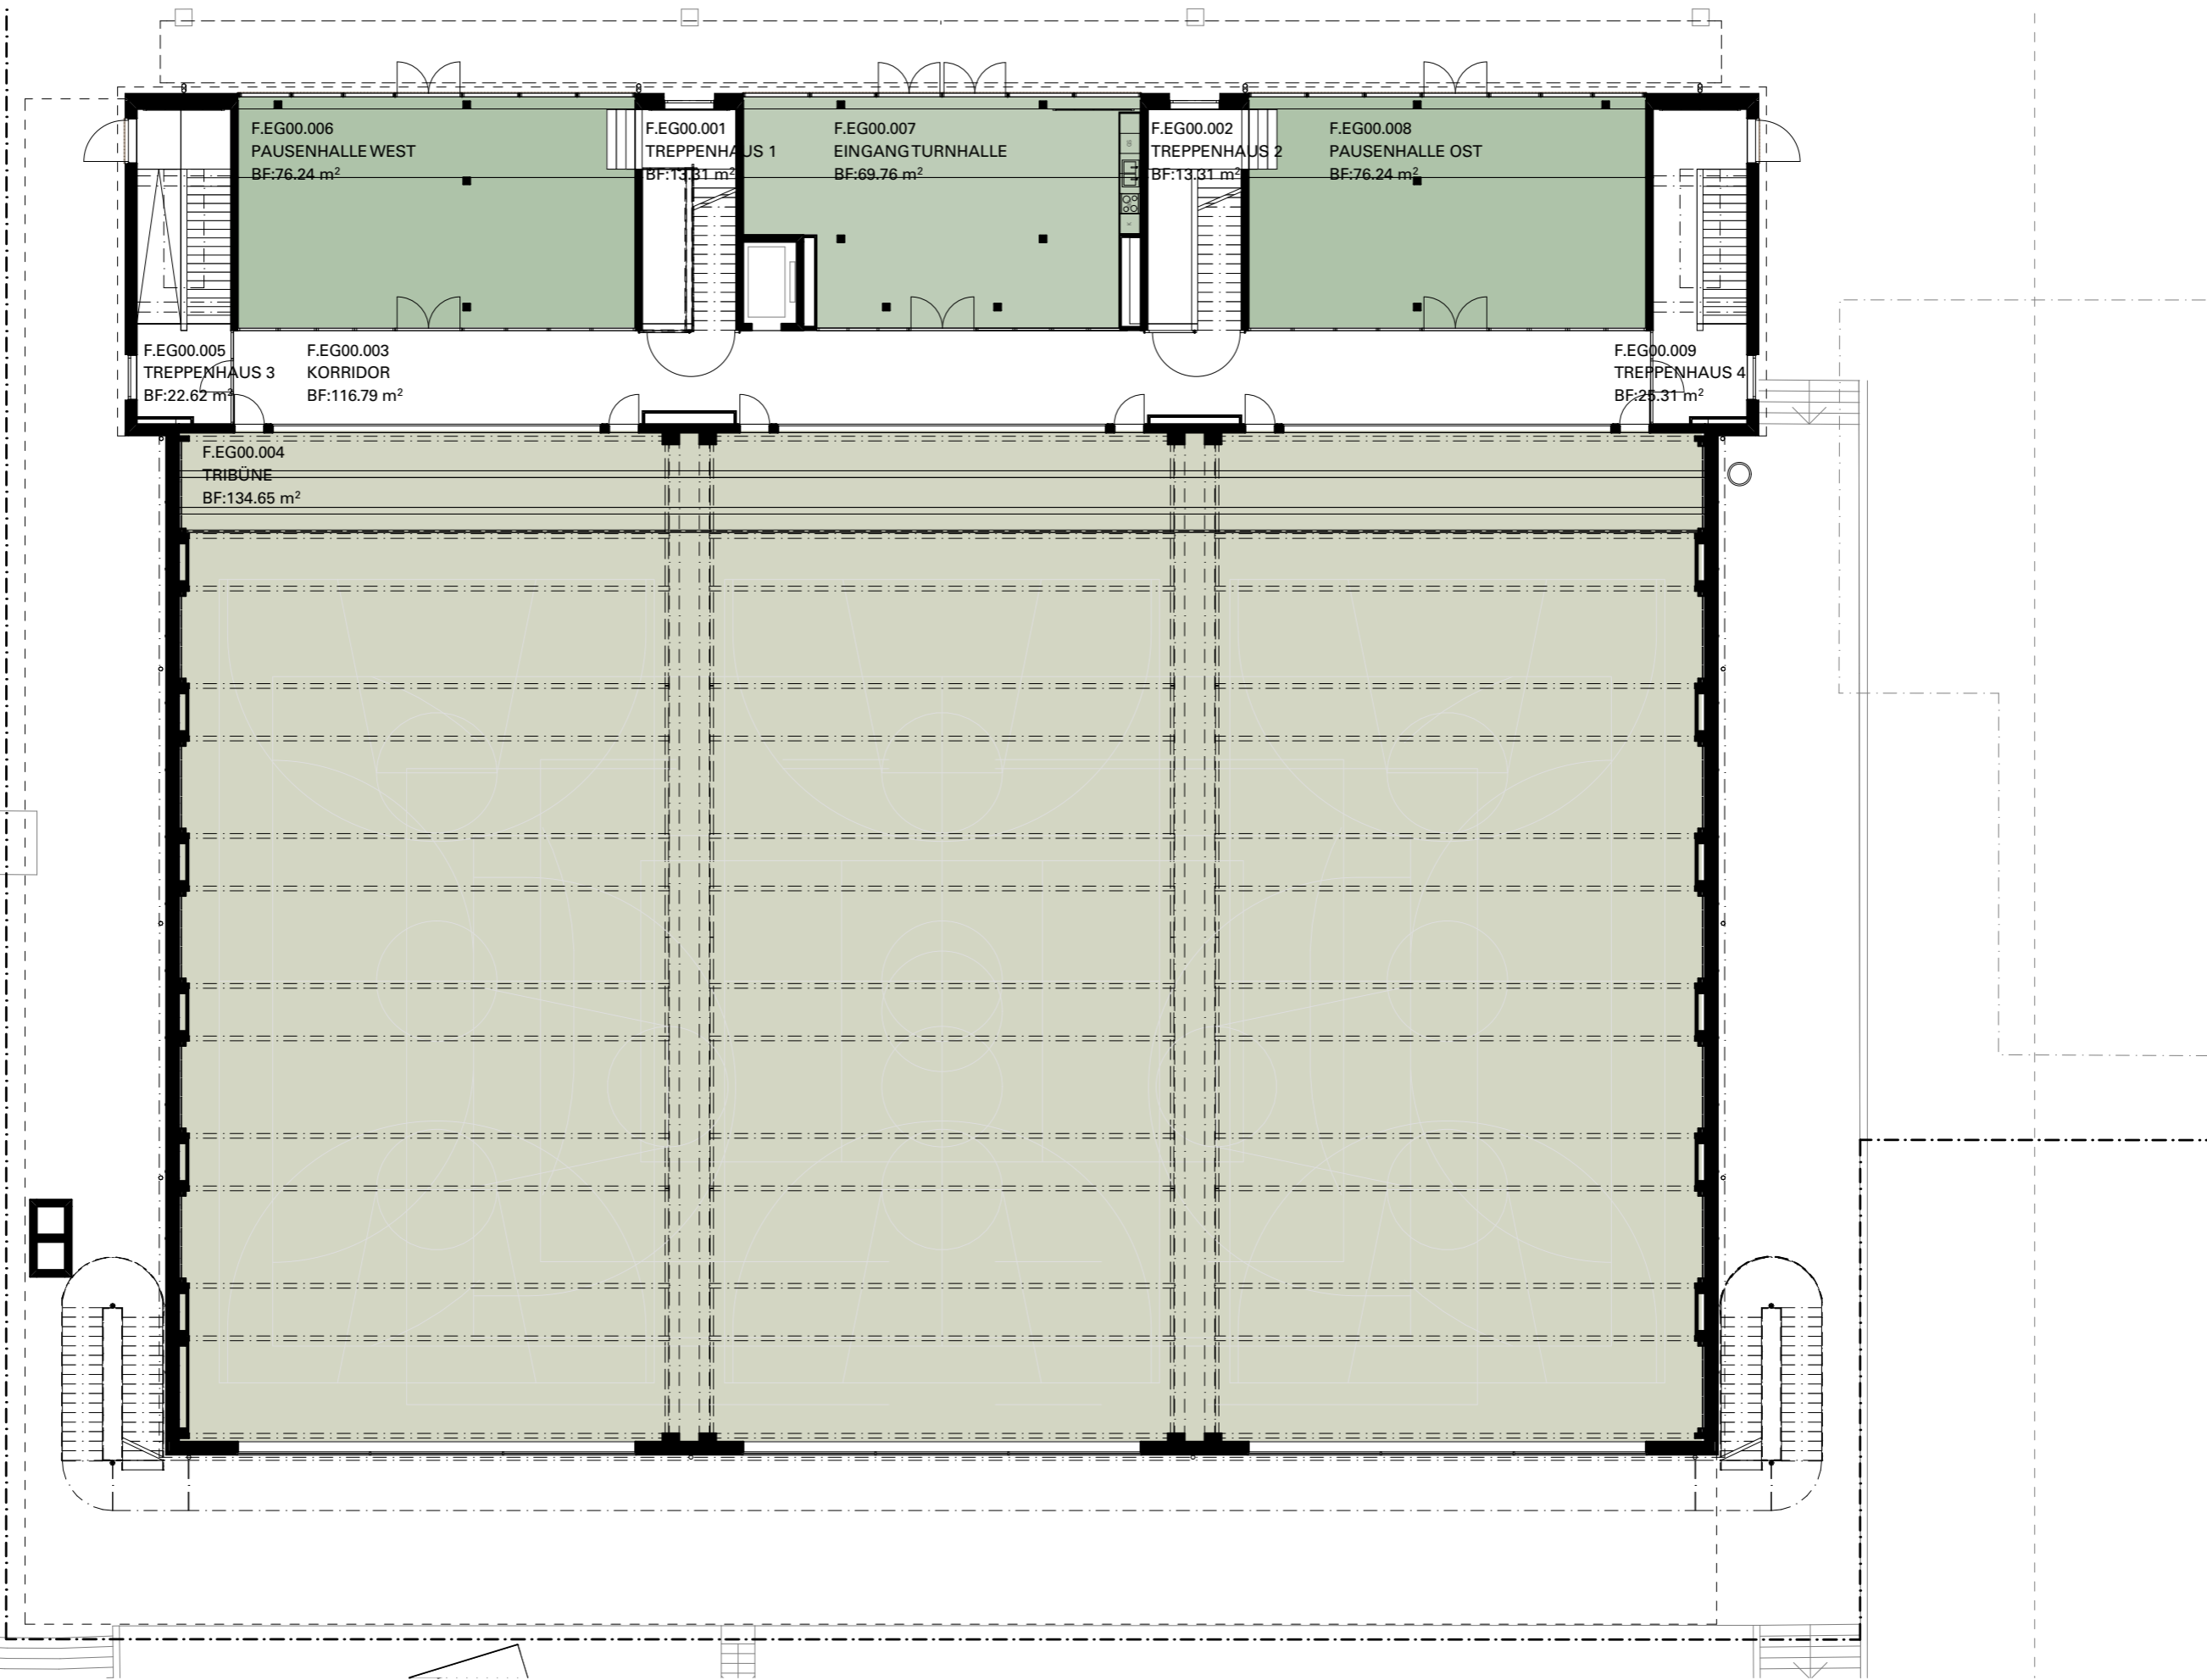 F.EG00.006
PAUSENHALLE WEST
BF:76.24 m²
F.EG00.001
TREPPENHAUS 1
BF:13.31 m²
F.EG00.007
EINGANG TURNHALLE
BF:69.76 m²
F.EG00.002
TREPPENHAUS 2
BF:13.31 m²
F.EG00.008
PAUSENHALLE OST
BF:76.24 m²
F.EG00.005
TREPPENHAUS 3
BF:22.62 m²
F.EG00.003
KORRIDOR
BF:116.79 m²
F.EG00.009
TREPPENHAUS 4
BF:25.31 m²
F.EG00.004
TRIBÜNE
BF:134.65 m²